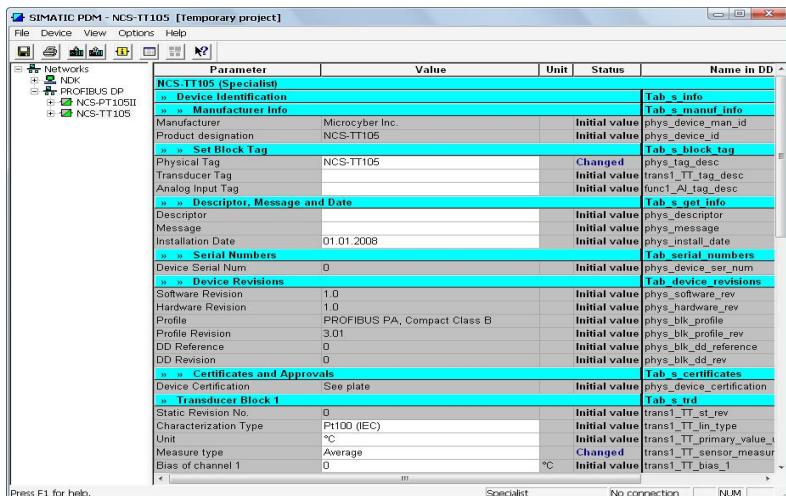 SIMATIC PDM - NCS-TT105 [Temporary project]
File Device View Options Help
Networks
NDK
PROFIBUS DP
NCS-PT105II
NCS-TT105
Parameter Value Unit Status Name in DD
NCS-TT105 (Specialist)
» Device Identification Tab_s_info
» » Manufacturer Info Tab_s_manuf_info
Manufacturer Microcyber Inc. Initial value phys_device_man_id
Product designation NCS-TT105 Initial value phys_device_id
» » Set Block Tag Tab_s_block_tag
Physical Tag NCS-TT105 Changed phys_tag_desc
Transducer Tag Initial value trans1_TT_tag_desc
Analog Input Tag Initial value func1_AI_tag_desc
» » Descriptor, Message and Date Tab_s_get_info
Descriptor Initial value phys_descriptor
Message Initial value phys_message
Installation Date 01.01.2008 Initial value phys_install_date
» » Serial Numbers Tab_serial_numbers
Device Serial Num 0 Initial value phys_device_ser_num
» » Device Revisions Tab_device_revisions
Software Revision 1.0 Initial value phys_software_rev
Hardware Revision 1.0 Initial value phys_hardware_rev
Profile PROFIBUS PA, Compact Class B Initial value phys_blk_profile
Profile Revision 3.01 Initial value phys_blk_profile_rev
DD Reference 0 Initial value phys_blk_dd_reference
DD Revision 0 Initial value phys_blk_dd_rev
» » Certificates and Approvals Tab_s_certificates
Device Certification See plate Initial value phys_device_certification
» Transducer Block 1 Tab_s_trd
Static Revision No. 0 Initial value trans1_TT_st_rev
Characterization Type Pt100 (IEC) Initial value trans1_TT_lin_type
Unit °C Initial value trans1_TT_primary_value_u
Measure type Average Changed trans1_TT_sensor_measur
Bias of channel 1 0 °C Initial value trans1_TT_bias_1
Press F1 for help. Specialist No connection NUM